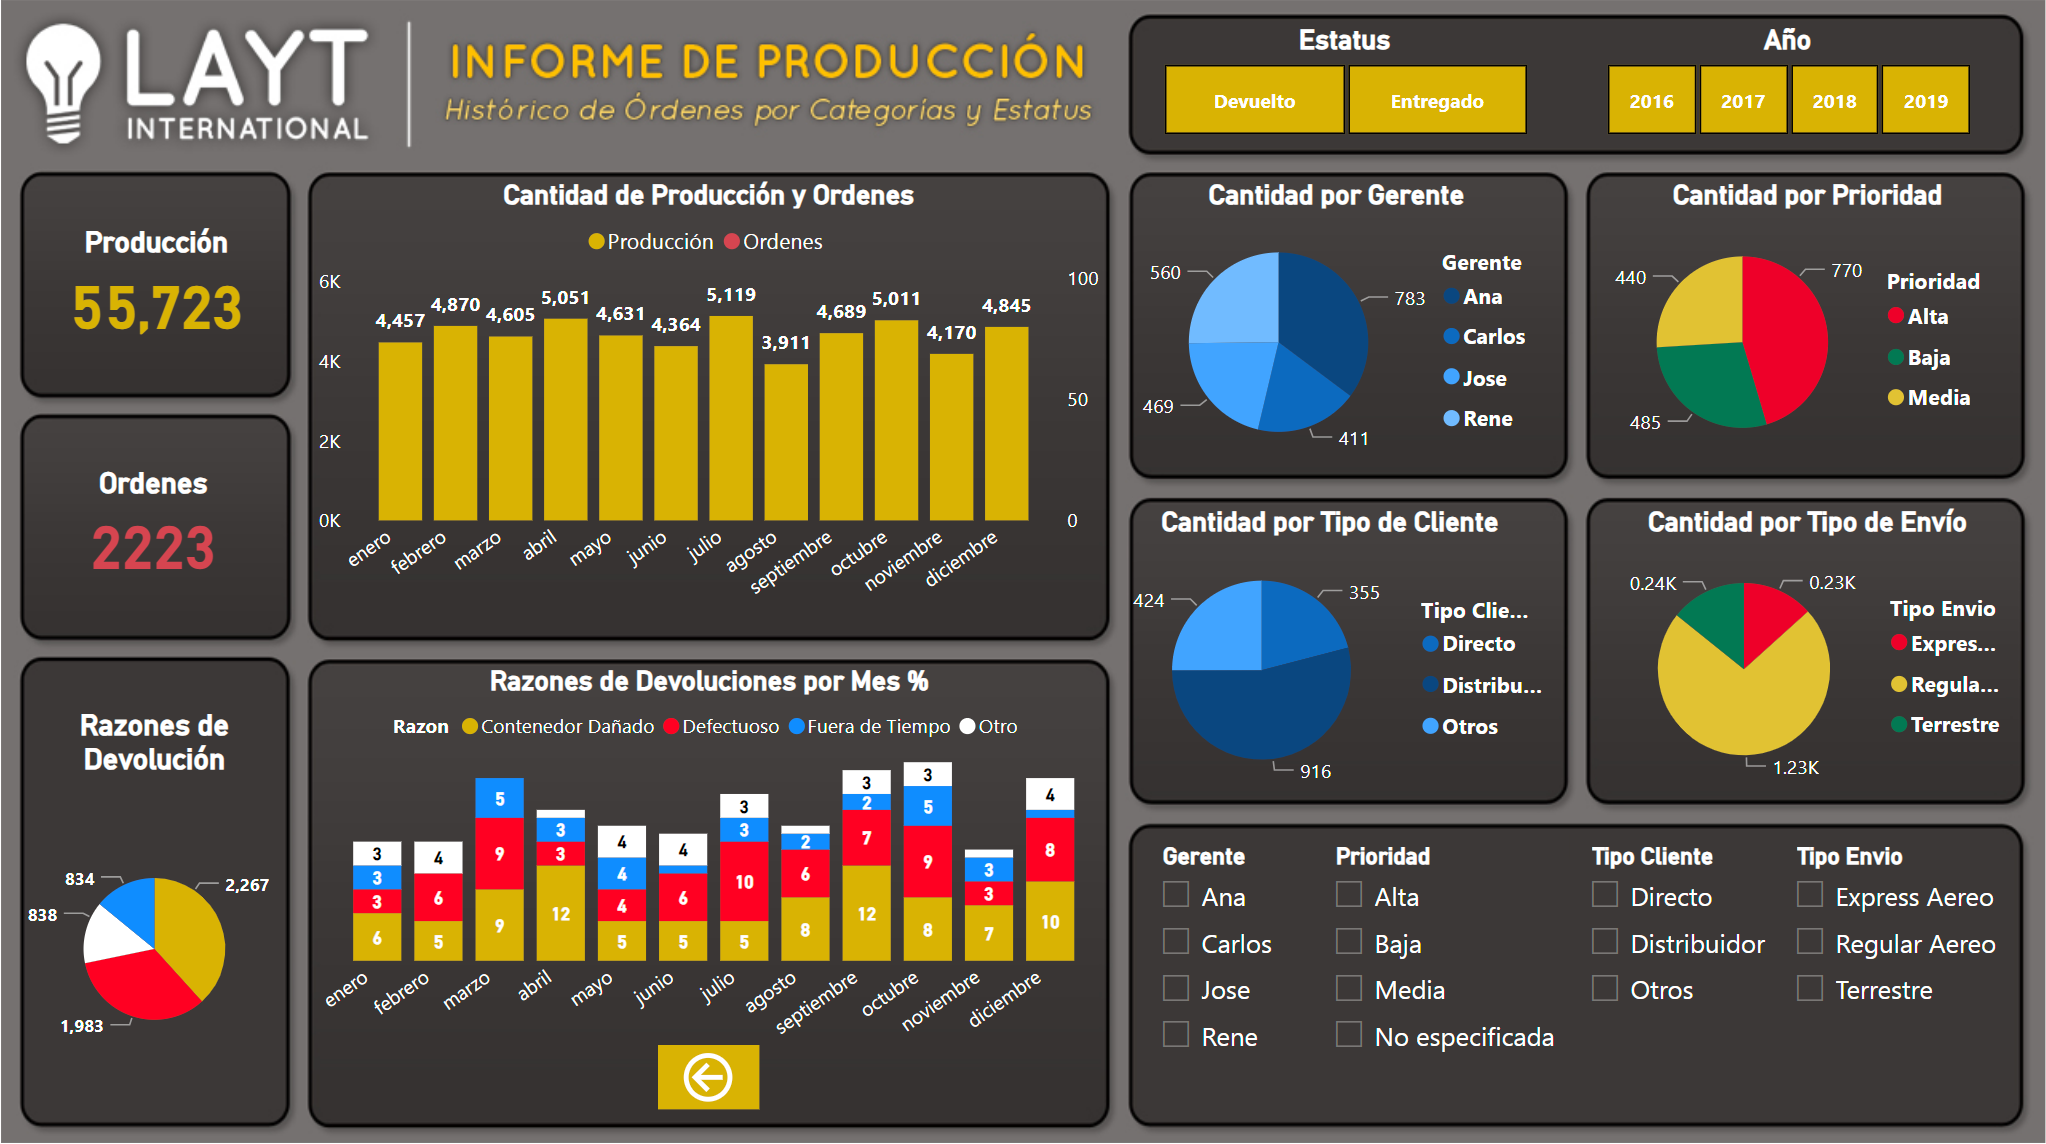 LAYT
INTERNATIONAL
INFORME DE PRODUCCIÓN
Histórico de Órdenes por Categorías y Estatus
Estatus
Devuelto
Entregado
Año
2016
2017
2018
2019
Producción
55,723
Ordenes
2223
Cantidad de Producción y Ordenes
Producción
Ordenes
6K
4K
2K
0K
100
50
0
4,457
4,870
4,605
5,051
4,631
4,364
5,119
3,911
4,689
5,011
4,170
4,845
enero
febrero
marzo
abril
mayo
junio
julio
agosto
septiembre
octubre
noviembre
diciembre
Cantidad por Gerente
560
783
469
411
Gerente
Ana
Carlos
Jose
Rene
Cantidad por Prioridad
440
770
485
Prioridad
Alta
Baja
Media
Cantidad por Tipo de Cliente
424
355
916
Tipo Clie...
Directo
Distribu...
Otros
Cantidad por Tipo de Envío
0.24K
0.23K
1.23K
Tipo Envio
Expres...
Regula...
Terrestre
Razones de
Devolución
834
2,267
838
1,983
Razones de Devoluciones por Mes %
Razon
Contenedor Dañado
Defectuoso
Fuera de Tiempo
Otro
3
3
3
6
4
6
5
5
9
9
3
3
12
4
4
4
5
4
6
5
3
3
10
5
2
6
8
3
2
7
12
3
5
9
8
3
3
7
4
8
10
enero
febrero
marzo
abril
mayo
junio
julio
agosto
septiembre
octubre
noviembre
diciembre
Gerente
Ana
Carlos
Jose
Rene
Prioridad
Alta
Baja
Media
No especificada
Tipo Cliente
Directo
Distribuidor
Otros
Tipo Envio
Express Aereo
Regular Aereo
Terrestre